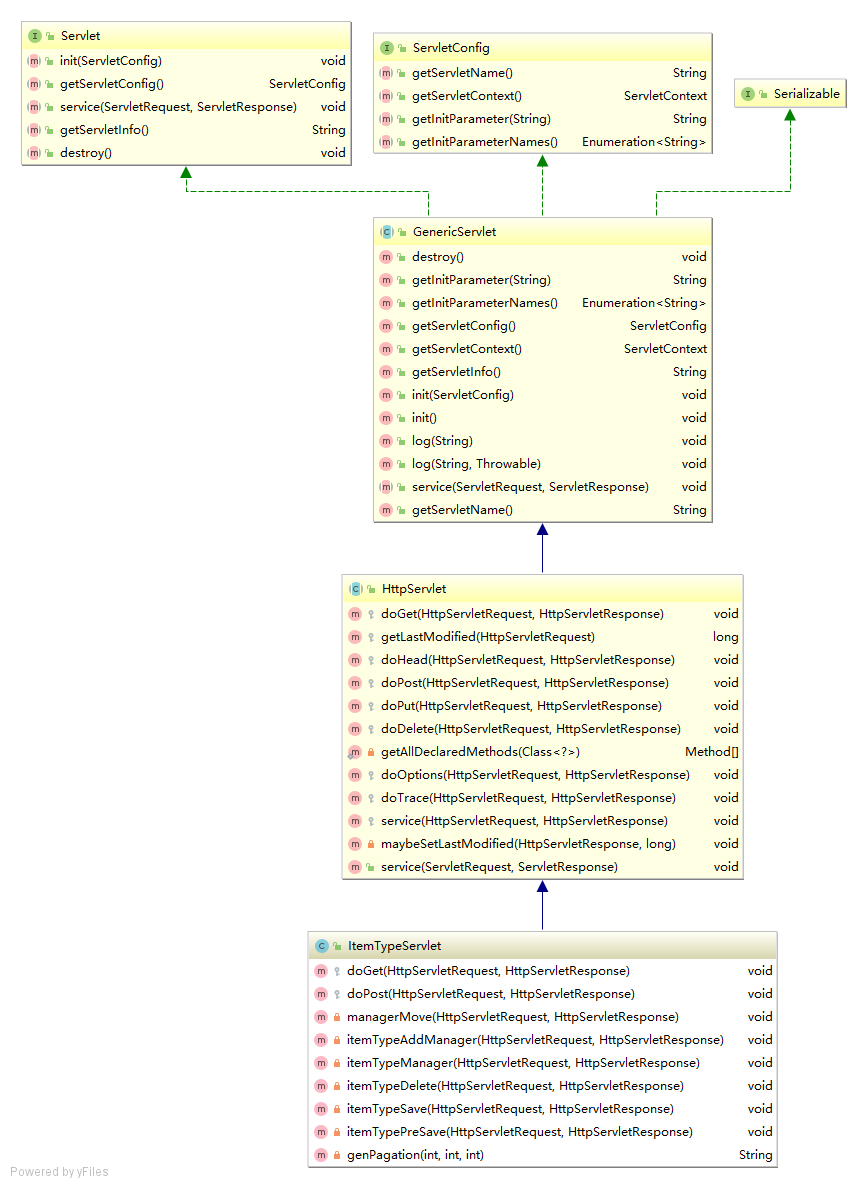 Servlet
init(ServletConfig) void
getServletConfig() ServletConfig
service(ServletRequest, ServletResponse) void
getServletInfo() String
destroy() void
ServletConfig
getServletName() String
getServletContext() ServletContext
getInitParameter(String) String
getInitParameterNames() Enumeration<String>
Serializable
GenericServlet
destroy() void
getInitParameter(String) String
getInitParameterNames() Enumeration<String>
getServletConfig() ServletConfig
getServletContext() ServletContext
getServletInfo() String
init(ServletConfig) void
init() void
log(String) void
log(String, Throwable) void
service(ServletRequest, ServletResponse) void
getServletName() String
HttpServlet
doGet(HttpServletRequest, HttpServletResponse) void
getLastModified(HttpServletRequest) long
doHead(HttpServletRequest, HttpServletResponse) void
doPost(HttpServletRequest, HttpServletResponse) void
doPut(HttpServletRequest, HttpServletResponse) void
doDelete(HttpServletRequest, HttpServletResponse) void
getAllDeclaredMethods(Class<?>) Method[]
doOptions(HttpServletRequest, HttpServletResponse) void
doTrace(HttpServletRequest, HttpServletResponse) void
service(HttpServletRequest, HttpServletResponse) void
maybeSetLastModified(HttpServletResponse, long) void
service(ServletRequest, ServletResponse) void
ItemTypeServlet
doGet(HttpServletRequest, HttpServletResponse) void
doPost(HttpServletRequest, HttpServletResponse) void
managerMove(HttpServletRequest, HttpServletResponse) void
itemTypeAddManager(HttpServletRequest, HttpServletResponse) void
itemTypeManager(HttpServletRequest, HttpServletResponse) void
itemTypeDelete(HttpServletRequest, HttpServletResponse) void
itemTypeSave(HttpServletRequest, HttpServletResponse) void
itemTypePreSave(HttpServletRequest, HttpServletResponse) void
genPagation(int, int, int) String
Powered by yFiles